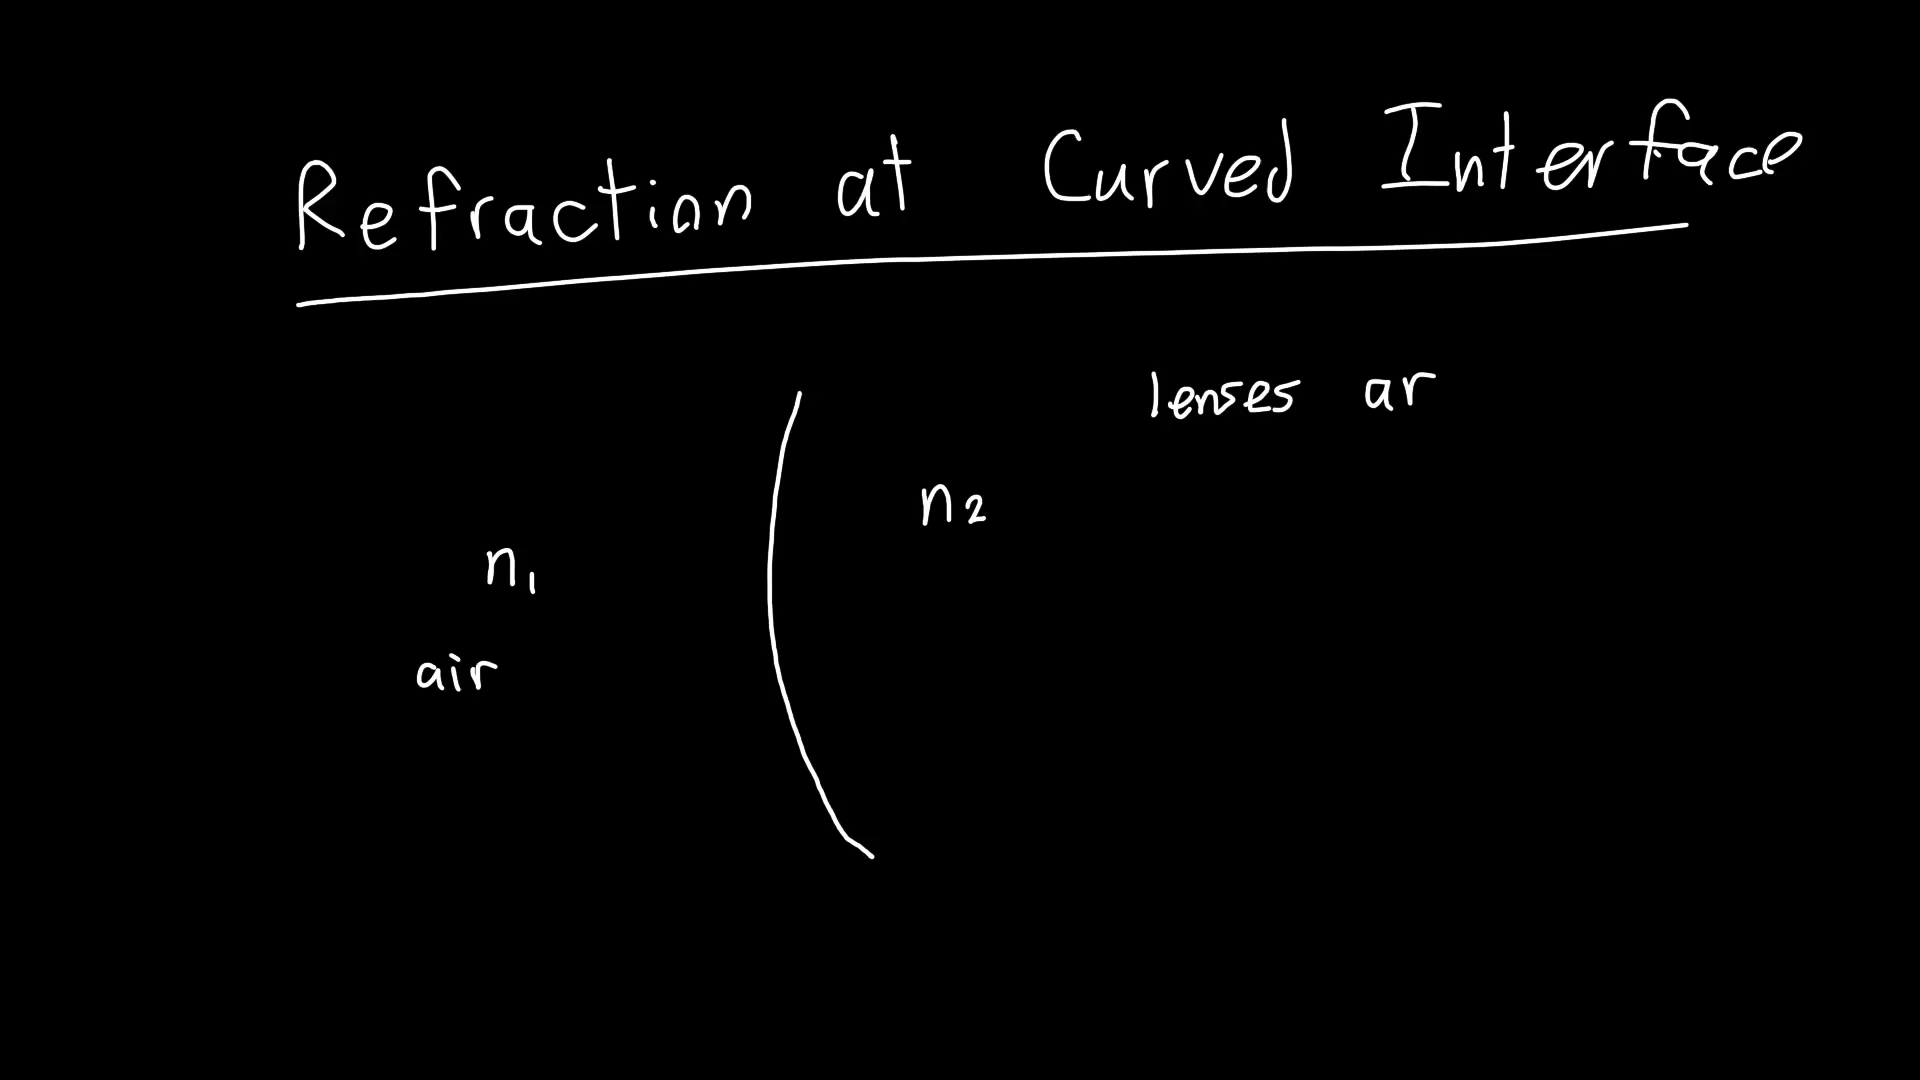 Refraction at Curved Interface
lenses ar
n2
n1
air